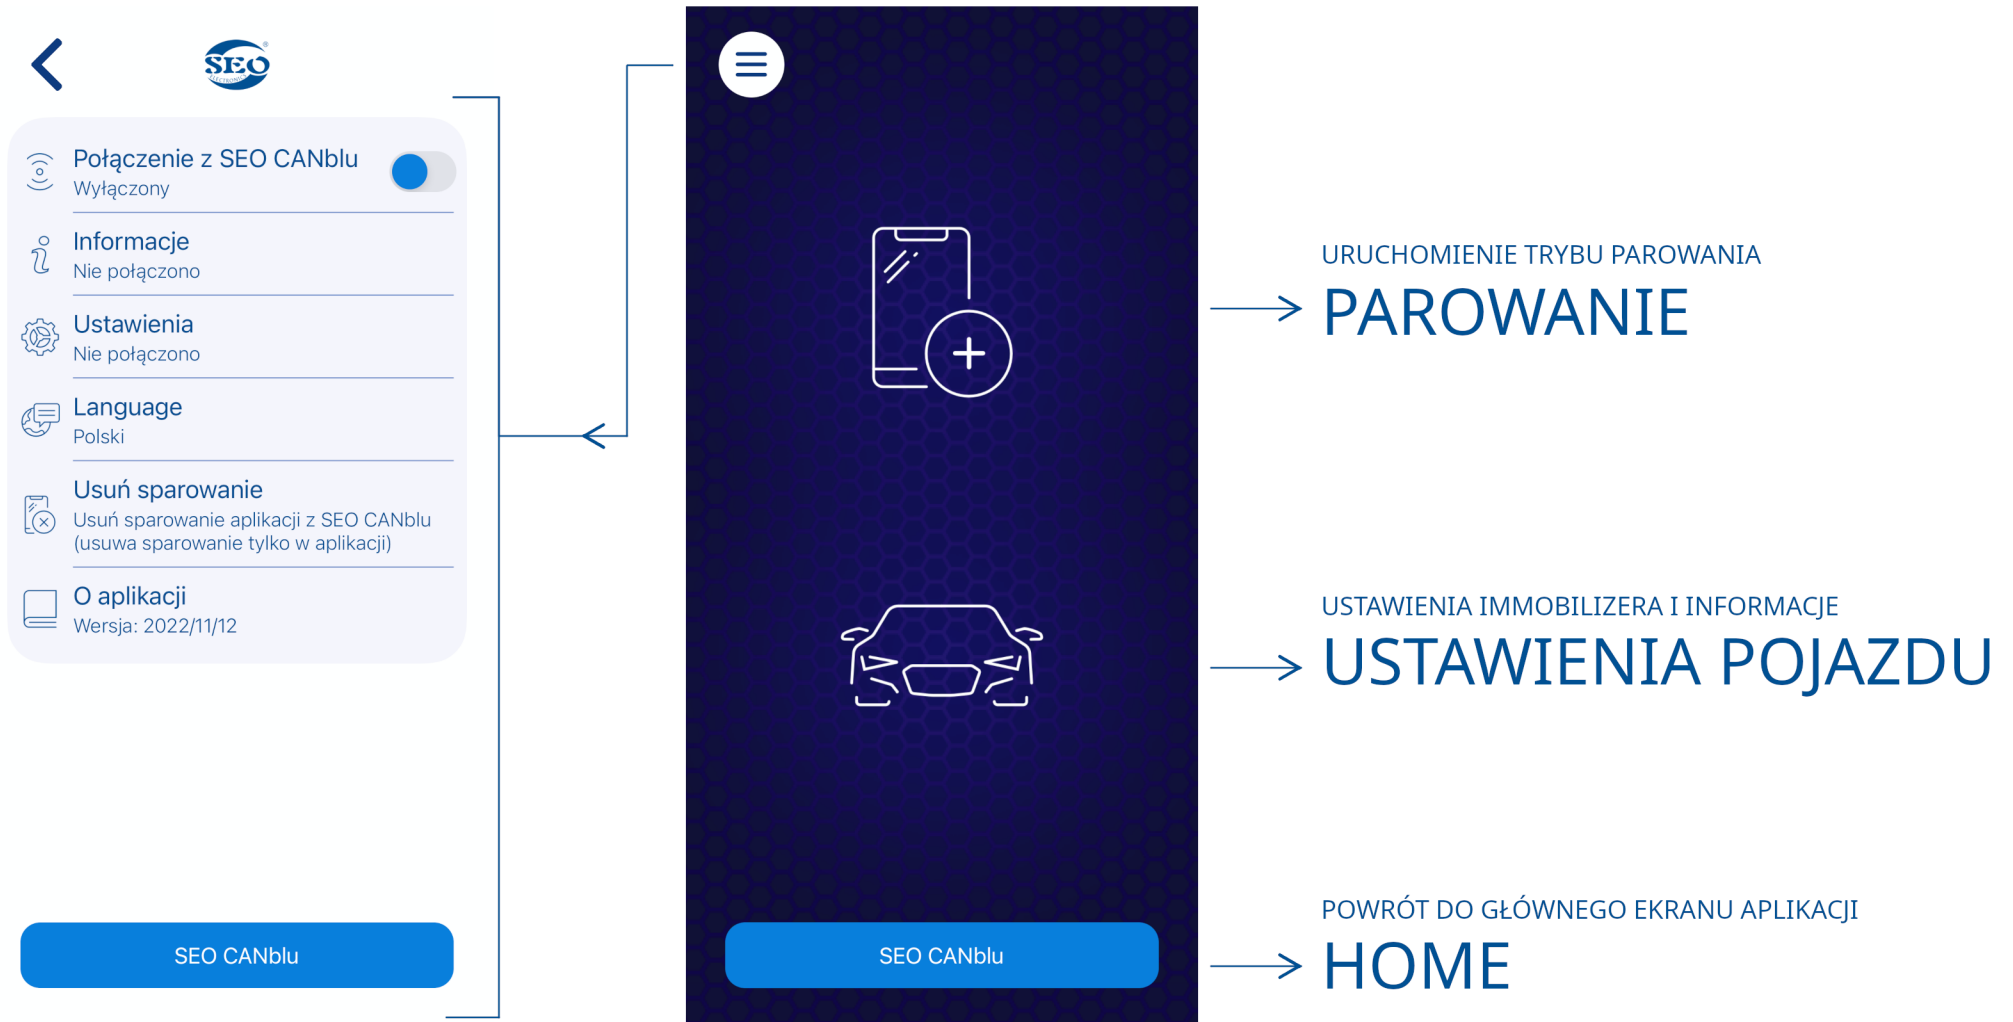 SEO
ELECTRONICS
Połączenie z SEO CANblu
Wyłączony
Informacje
Nie połączono
Ustawienia
Nie połączono
Language
Polski
Usuń sparowanie
Usuń sparowanie aplikacji z SEO CANblu
(usuwa sparowanie tylko w aplikacji)
O aplikacji
Wersja: 2022/11/12
SEO CANblu
SEO CANblu
URUCHOMIENIE TRYBU PAROWANIA
PAROWANIE
USTAWIENIA IMMOBILIZERA I INFORMACJE
USTAWIENIA POJAZDU
POWRÓT DO GŁÓWNEGO EKRANU APLIKACJI
HOME